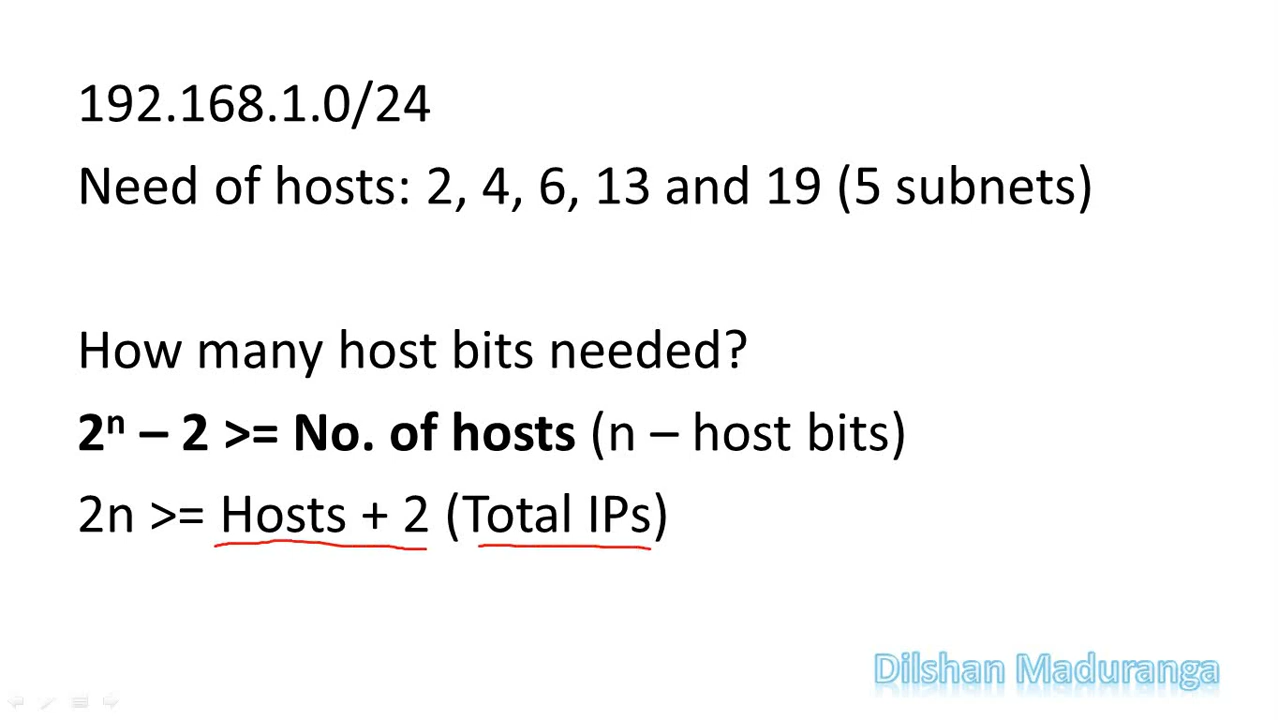 192.168.1.0/24
Need of hosts: 2, 4, 6, 13 and 19 (5 subnets)
How many host bits needed?
2ⁿ – 2 >= No. of hosts (n – host bits)
2n >= Hosts + 2 (Total IPs)
Dilshan Maduranga